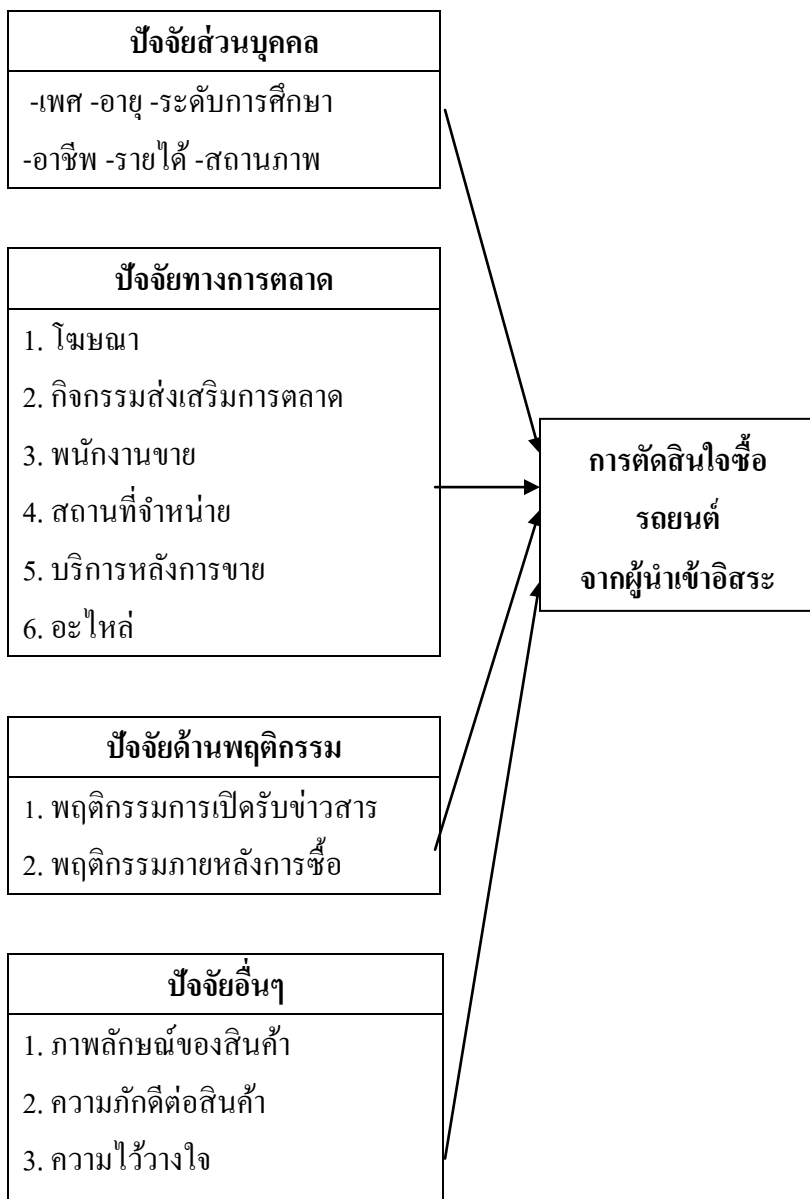 ปัจจัยส่วนบุคคล
-เพศ -อายุ -ระดับการศึกษา
-อาชีพ -รายได้ -สถานภาพ
ปัจจัยทางการตลาด
1. โฆษณา
2. กิจกรรมส่งเสริมการตลาด
3. พนักงานขาย
4. สถานที่จำหน่าย
5. บริการหลังการขาย
6. อะไหล่
ปัจจัยด้านพฤติกรรม
1. พฤติกรรมการเปิดรับข่าวสาร
2. พฤติกรรมภายหลังการซื้อ
ปัจจัยอื่นๆ
1. ภาพลักษณ์ของสินค้า
2. ความภักดีต่อสินค้า
3. ความไว้วางใจ
การตัดสินใจซื้อ
รถยนต์
จากผู้นำเข้าอิสระ